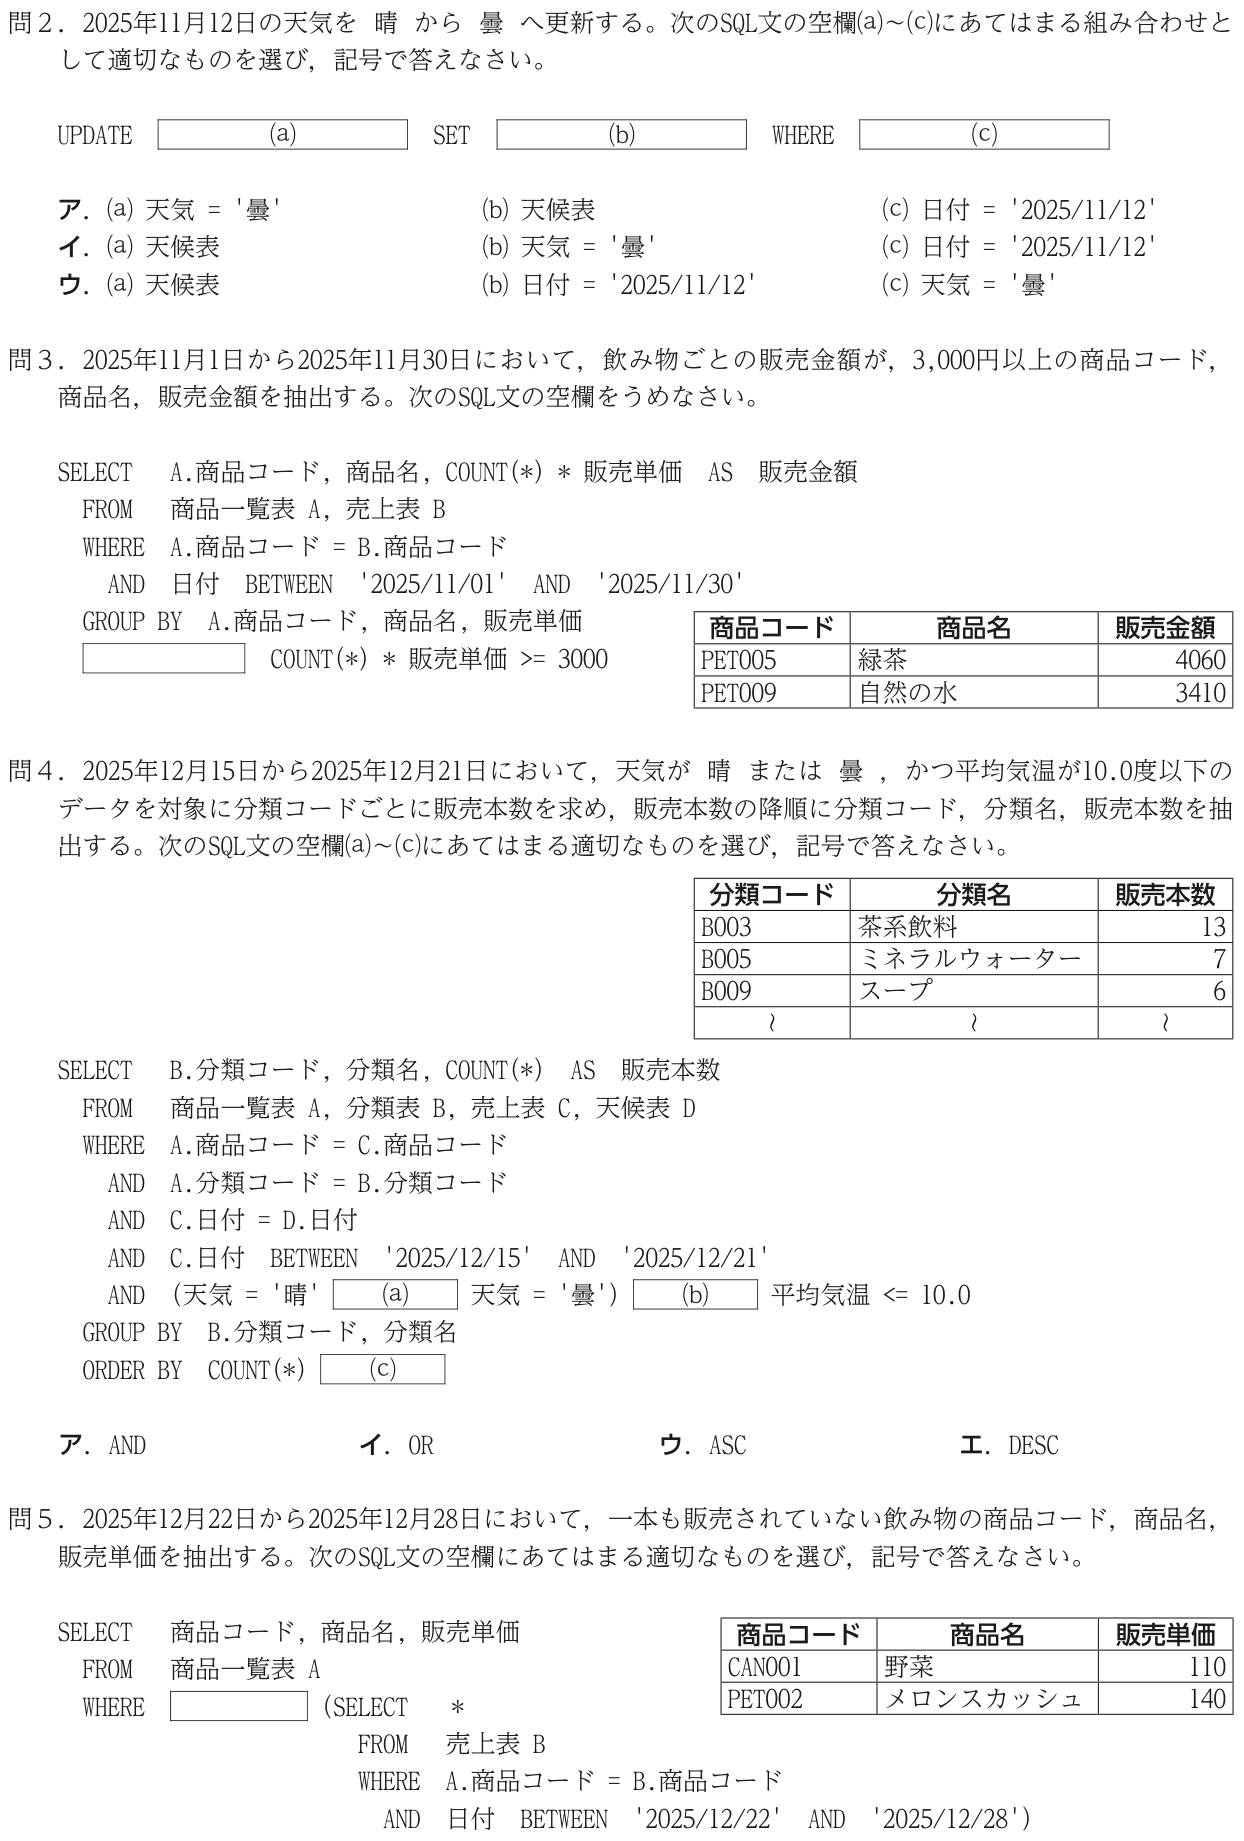 問２．2025年11月12日の天気を 晴 から 曇 へ更新する。次のSQL文の空欄(a)～(c)にあてはまる組み合わせと
して適切なものを選び，記号で答えなさい。
UPDATE (a) SET (b) WHERE (c)
ア．(a) 天気 = '曇' (b) 天候表 (c) 日付 = '2025/11/12'
イ．(a) 天候表 (b) 天気 = '曇' (c) 日付 = '2025/11/12'
ウ．(a) 天候表 (b) 日付 = '2025/11/12' (c) 天気 = '曇'
問３．2025年11月1日から2025年11月30日において，飲み物ごとの販売金額が，3,000円以上の商品コード，
商品名，販売金額を抽出する。次のSQL文の空欄をうめなさい。
SELECT A.商品コード，商品名，COUNT(*) * 販売単価 AS 販売金額
FROM 商品一覧表 A，売上表 B
WHERE A.商品コード = B.商品コード
AND 日付 BETWEEN '2025/11/01' AND '2025/11/30'
GROUP BY A.商品コード，商品名，販売単価
COUNT(*) * 販売単価 >= 3000
商品コード 商品名 販売金額
PET005 緑茶 4060
PET009 自然の水 3410
問４．2025年12月15日から2025年12月21日において，天気が 晴 または 曇 ，かつ平均気温が10.0度以下の
データを対象に分類コードごとに販売本数を求め，販売本数の降順に分類コード，分類名，販売本数を抽
出する。次のSQL文の空欄(a)～(c)にあてはまる適切なものを選び，記号で答えなさい。
分類コード 分類名 販売本数
B003 茶系飲料 13
B005 ミネラルウォーター 7
B009 スープ 6
～ ～ ～
SELECT B.分類コード，分類名，COUNT(*) AS 販売本数
FROM 商品一覧表 A，分類表 B，売上表 C，天候表 D
WHERE A.商品コード = C.商品コード
AND A.分類コード = B.分類コード
AND C.日付 = D.日付
AND C.日付 BETWEEN '2025/12/15' AND '2025/12/21'
AND (天気 = '晴' (a) 天気 = '曇') (b) 平均気温 <= 10.0
GROUP BY B.分類コード，分類名
ORDER BY COUNT(*) (c)
ア．AND イ．OR ウ．ASC エ．DESC
問５．2025年12月22日から2025年12月28日において，一本も販売されていない飲み物の商品コード，商品名，
販売単価を抽出する。次のSQL文の空欄にあてはまる適切なものを選び，記号で答えなさい。
SELECT 商品コード，商品名，販売単価
FROM 商品一覧表 A
WHERE (SELECT *
FROM 売上表 B
WHERE A.商品コード = B.商品コード
AND 日付 BETWEEN '2025/12/22' AND '2025/12/28')
商品コード 商品名 販売単価
CAN001 野菜 110
PET002 メロンスカッシュ 140